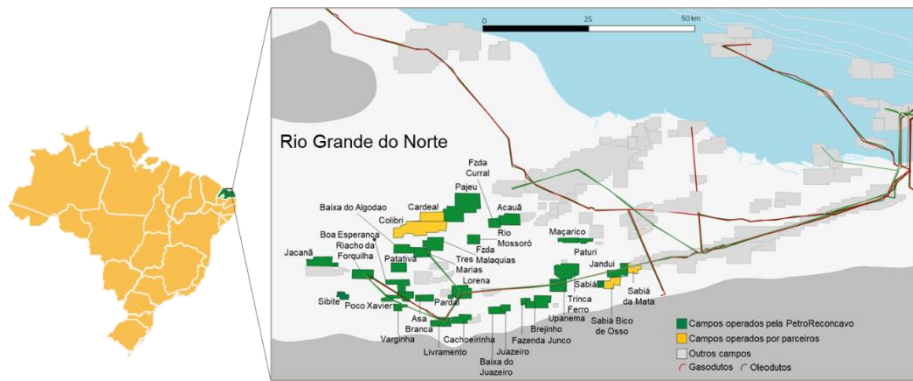 0 25 50 km
Rio Grande do Norte
Fzda
Curral
Pajeu
Cardeal
Acauã
Baixa do Algodao
Colibri
Rio
Mossorô
Maçarico
Boa Esperança
Riacho da
Forquilha
Jacanã
Patativa
Fzda
Malaquias
Tres
Marias
Lorena
Paturi
Jandui
Sabiá
Sabiá
da Mata
Sibite
Poco Xavier
Pardal
Trinca
Ferro
Asa
Branca
Upanema
Sabia Bico
de Osso
Varginha
Cachoeirinha
Brejinho
Livramento
Juazeiro
Fazenda Junco
Baixa do
Juazeiro
Campos operados pela PetroReconcavo
Campos operados por parceiros
Outros campos
Gasodutos
Oleodutos